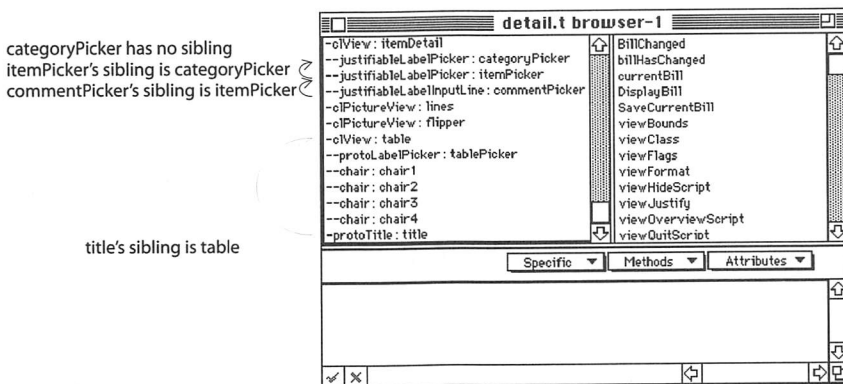 detail.t browser-1
categoryPicker has no sibling
itemPicker's sibling is categoryPicker
commentPicker's sibling is itemPicker
title's sibling is table
-clView: itemDetail
--justifiableLabelPicker: categoryPicker
--justifiableLabelPicker: itemPicker
--justifiableLabelInputLine: commentPicker
-clPictureView: lines
-clPictureView: flipper
-clView: table
--protoLabelPicker: tablePicker
--chair: chair1
--chair: chair2
--chair: chair3
--chair: chair4
-protoTitle: title
BillChanged
billHasChanged
currentBill
DisplayBill
SaveCurrentBill
viewBounds
viewClass
viewFlags
viewFormat
viewHideScript
viewJustify
viewOverviewScript
viewQuitScript
Specific
Methods
Attributes